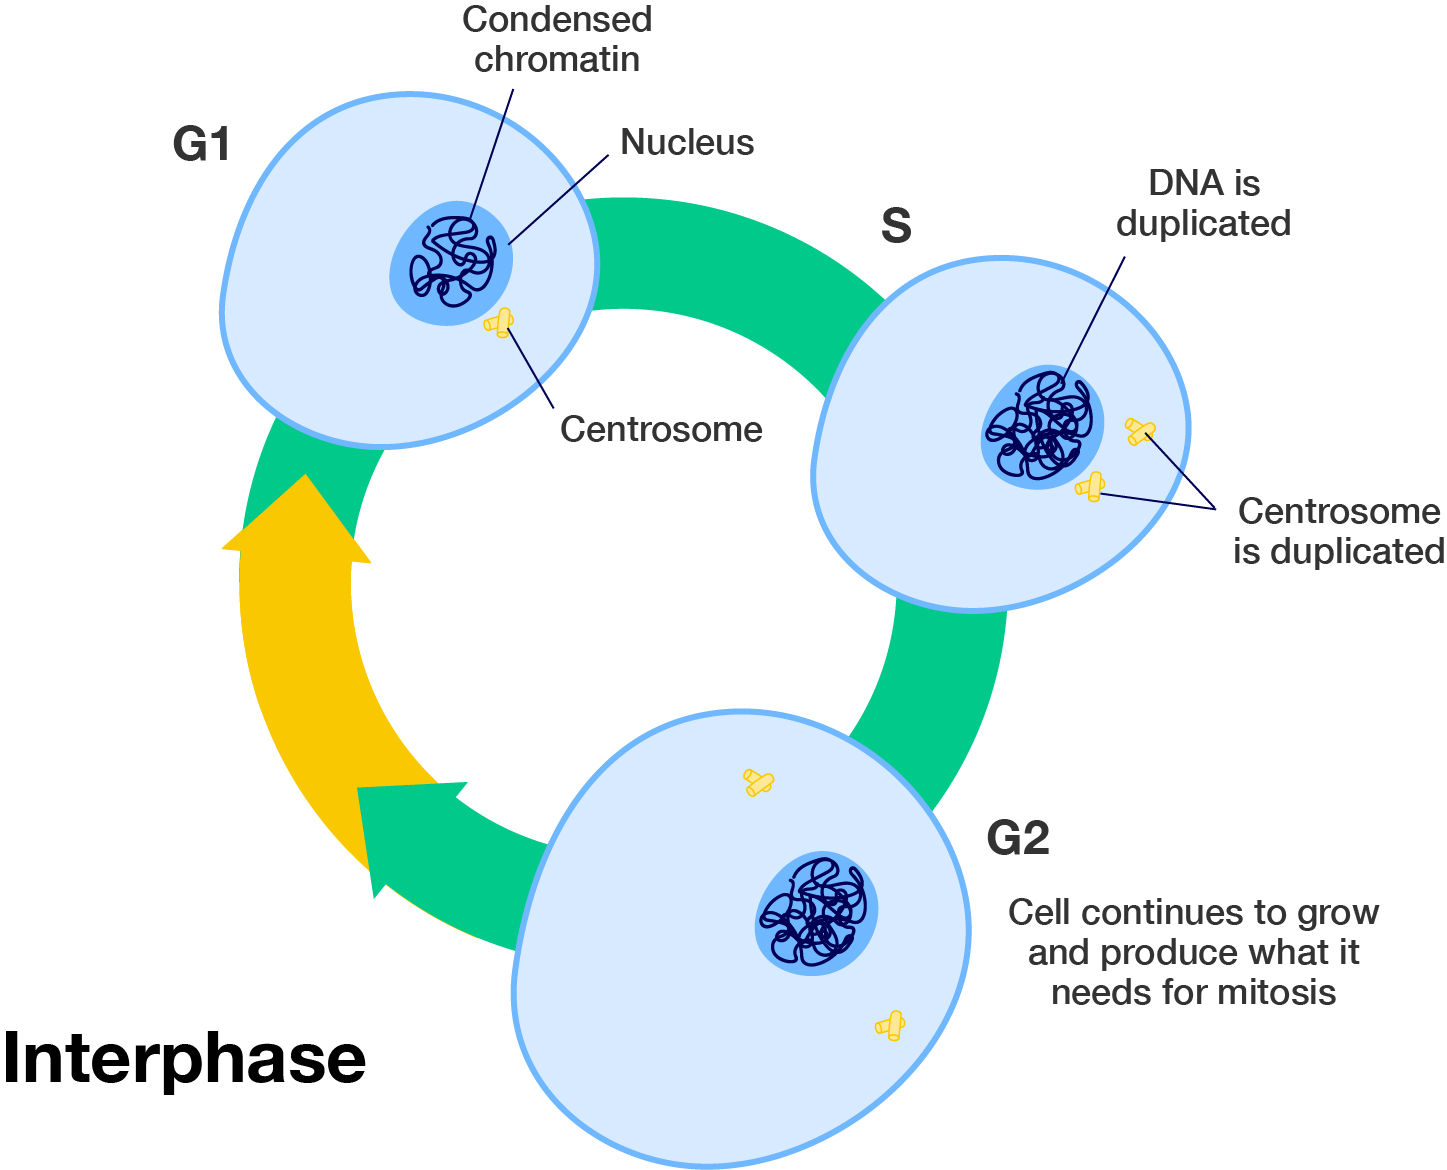 Condensed
chromatin
G1
Nucleus
DNA is
duplicated
S
Centrosome
Centrosome
is duplicated
G2
Cell continues to grow
and produce what it
needs for mitosis
Interphase